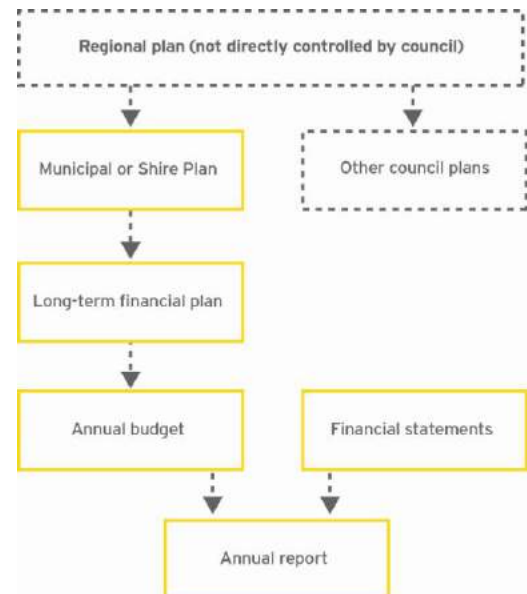 Regional plan (not directly controlled by council)
Municipal or Shire Plan
Other council plans
Long-term financial plan
Annual budget
Financial statements
Annual report